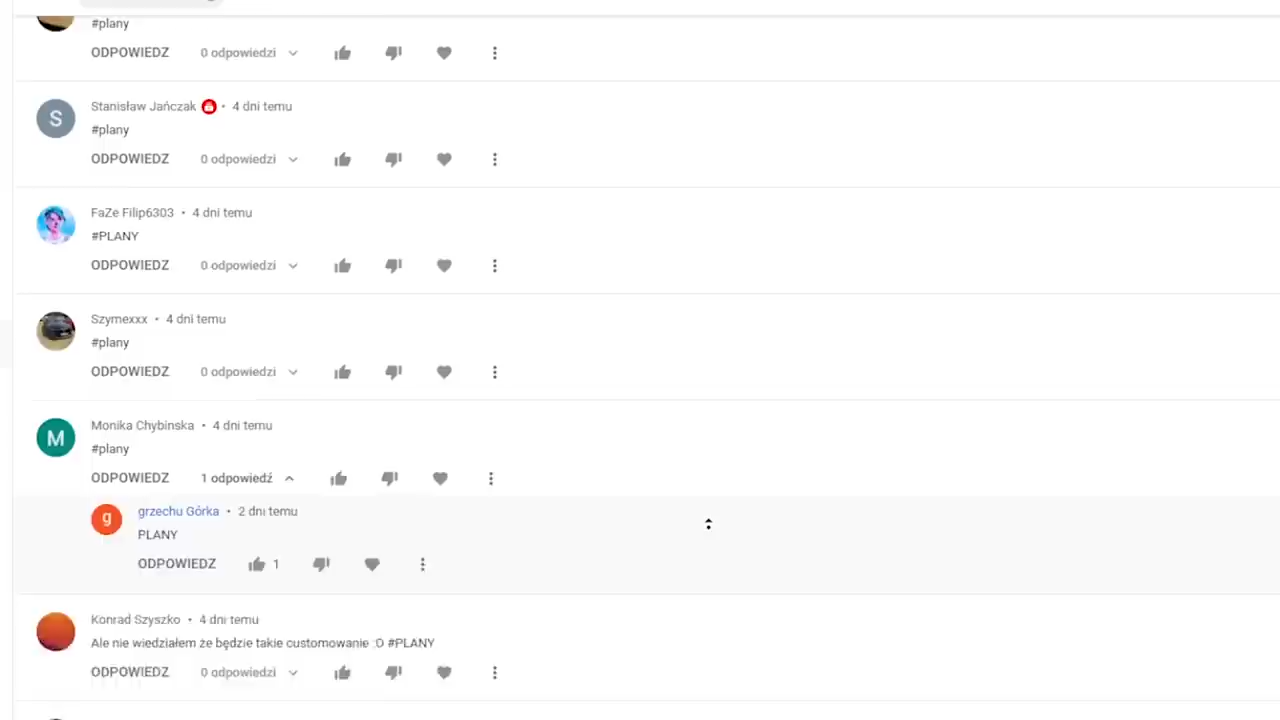 #plany
ODPOWIEDZ 0 odpowiedzi
Stanisław Jańczak • 4 dni temu
S
#plany
ODPOWIEDZ 0 odpowiedzi
FaZe Filip6303 • 4 dni temu
#PLANY
ODPOWIEDZ 0 odpowiedzi
Szymexxx • 4 dni temu
#plany
ODPOWIEDZ 0 odpowiedzi
Monika Chybinska • 4 dni temu
M
#plany
ODPOWIEDZ 1 odpowiedź
grzechu Górka • 2 dni temu
g
PLANY
ODPOWIEDZ 1
Konrad Szyszko • 4 dni temu
Ale nie wiedziałem że będzie takie customowanie :O #PLANY
ODPOWIEDZ 0 odpowiedzi